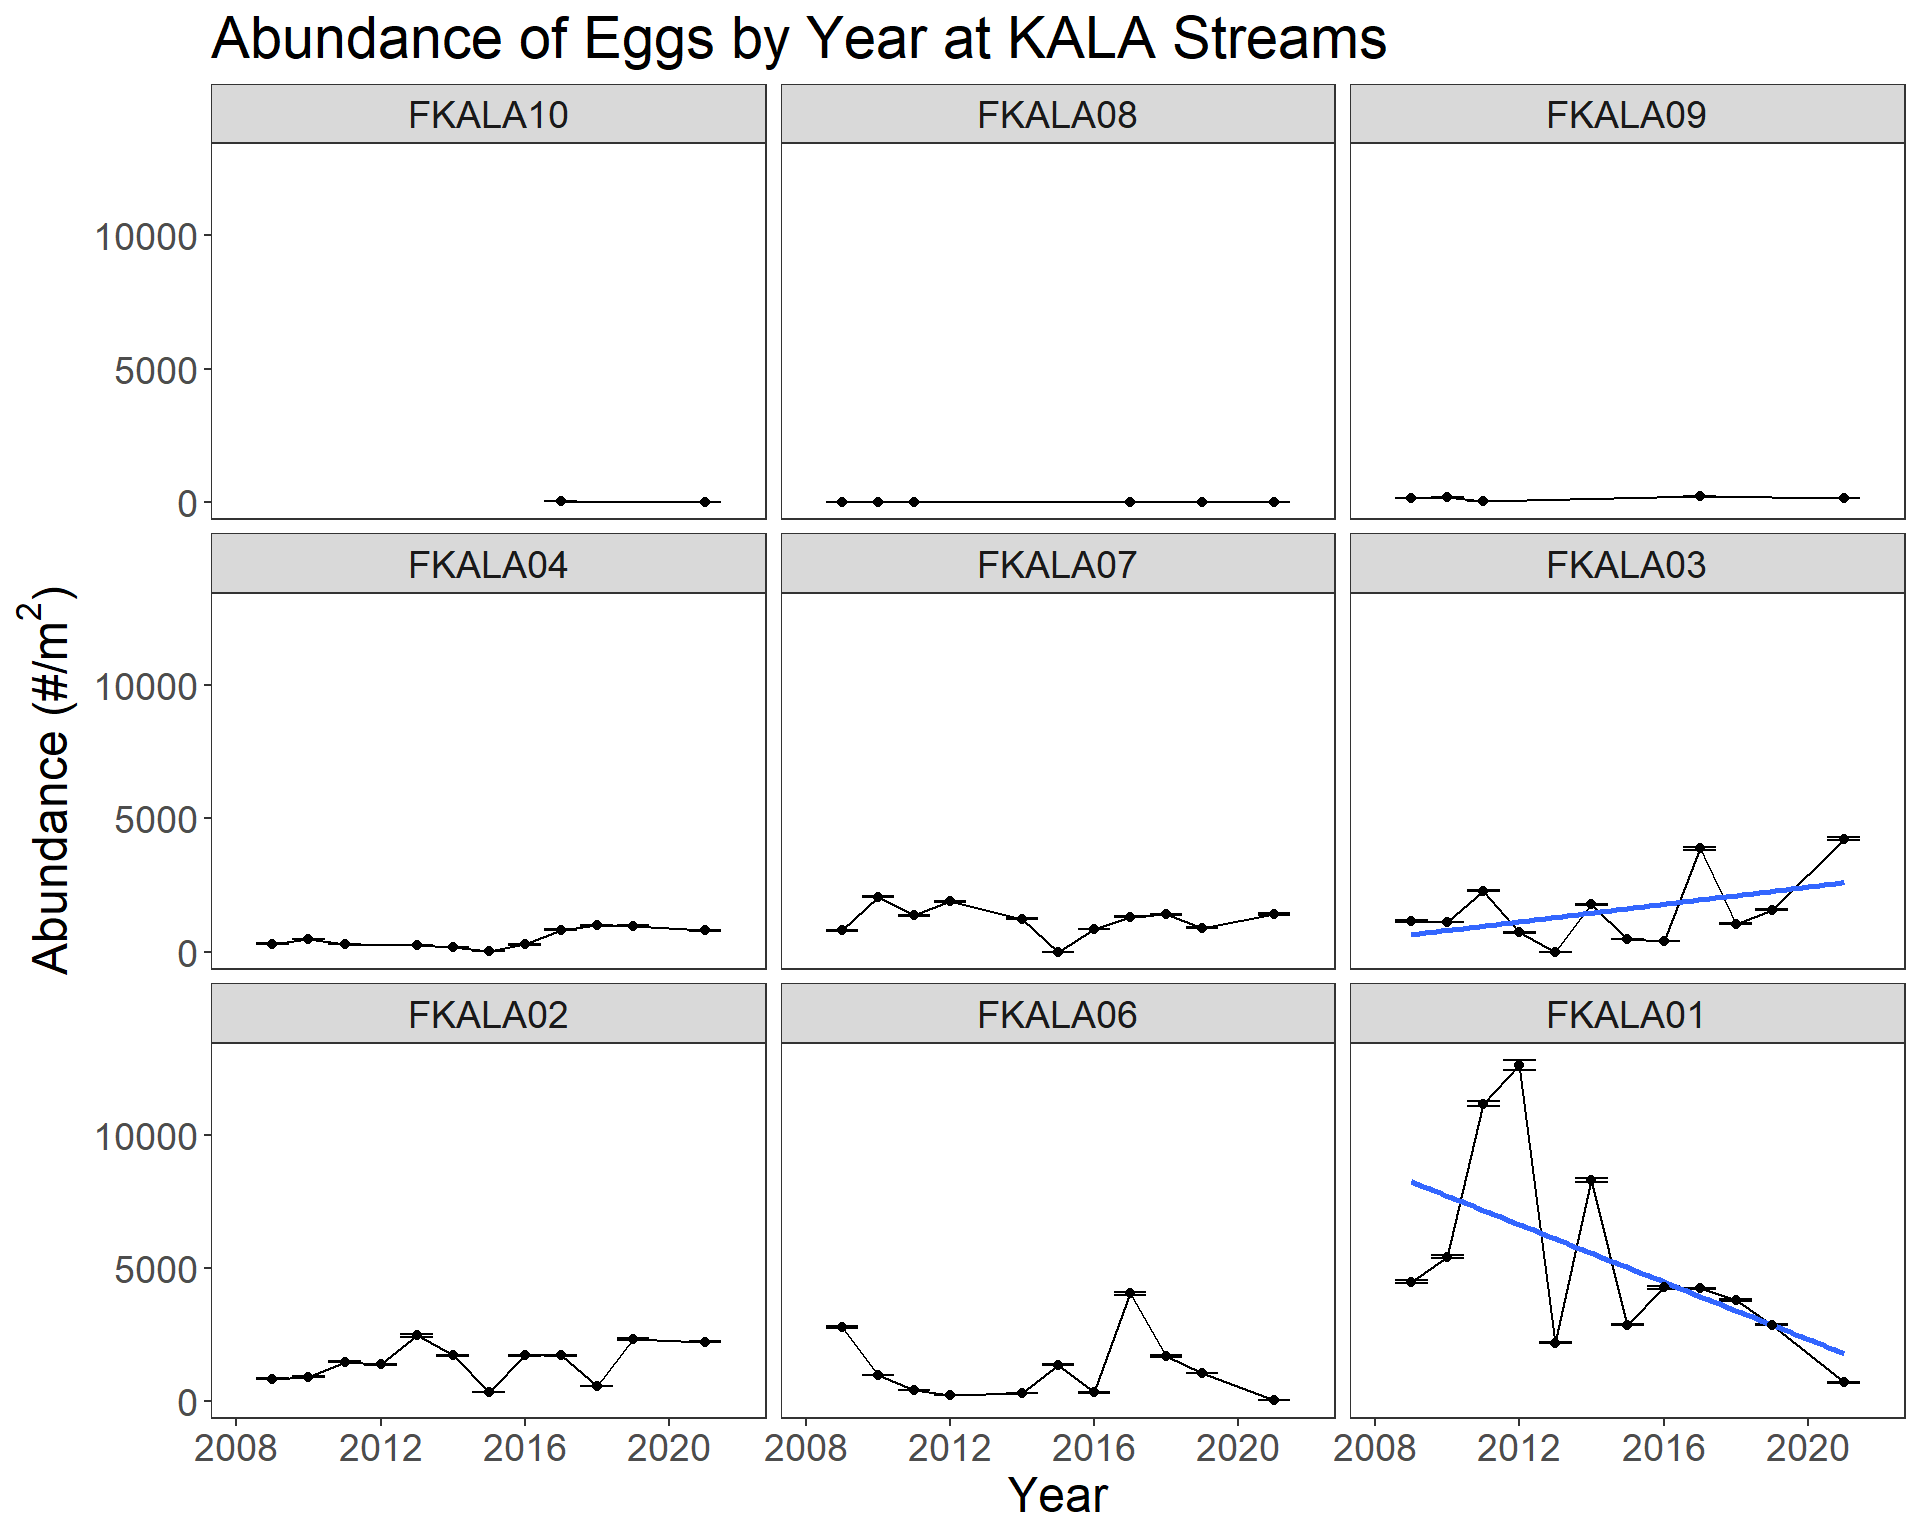 Abundance of Eggs by Year at KALA Streams
FKALA10
FKALA08
FKALA09
10000
5000
0
FKALA04
FKALA07
FKALA03
10000
5000
0
Abundance (#/m²)
FKALA02
FKALA06
FKALA01
10000
5000
0
2008 2012 2016 2020
2008 2012 2016 2020
2008 2012 2016 2020
Year